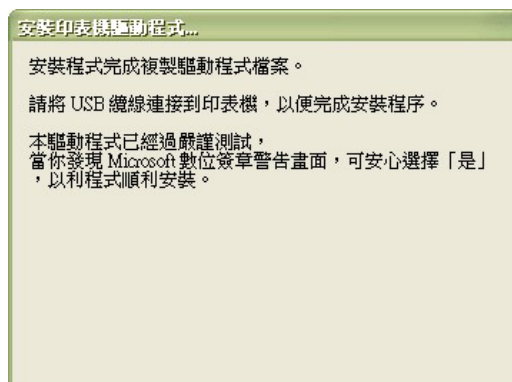 安裝印表機驅動程式...
安裝程式完成複製驅動程式檔案。
請將 USB 纜線連接到印表機，以便完成安裝程序。
本驅動程式已經過嚴謹測試，
當你發現 Microsoft 數位簽章警告畫面，可安心選擇「是」
，以利程式順利安裝。